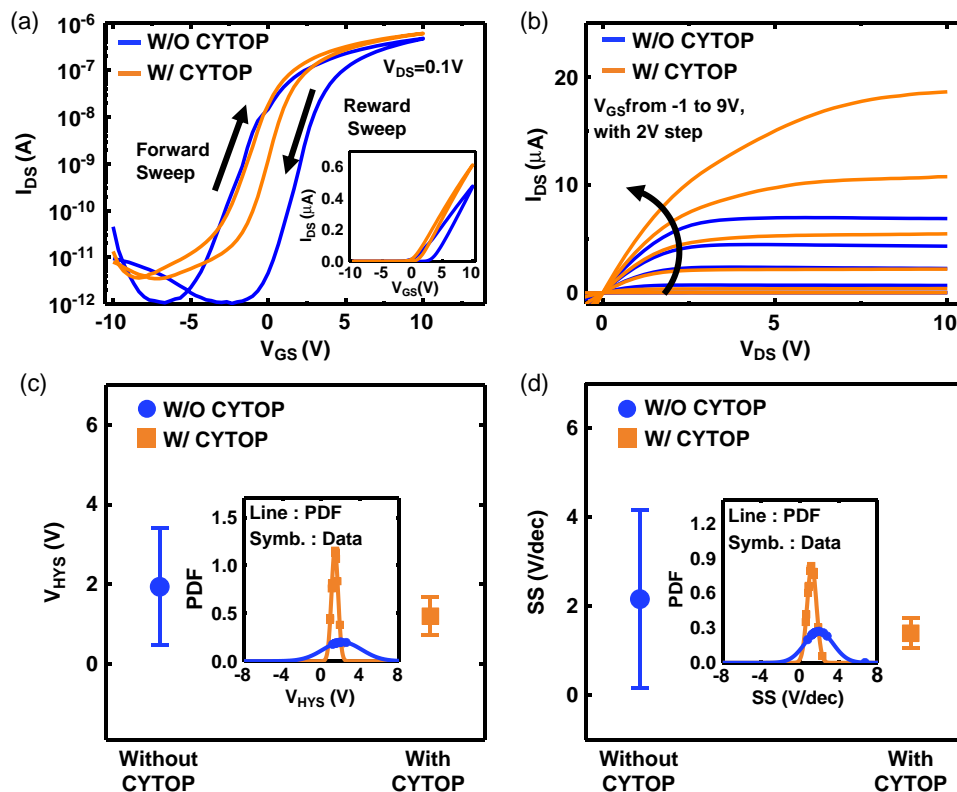 (a)
W/O CYTOP
W/ CYTOP
V_DS=0.1V
Forward
Sweep
Reward
Sweep
I_DS (A)
10^-6
10^-7
10^-8
10^-9
10^-10
10^-11
10^-12
-10 -5 0 5 10
V_GS (V)
I_DS (μA)
0.6
0.4
0.2
0.0
-10 0 10
V_GS(V)
(b)
W/O CYTOP
W/ CYTOP
V_GS from -1 to 9V,
with 2V step
I_DS (μA)
20
10
0
0 5 10
V_DS (V)
(c)
W/O CYTOP
W/ CYTOP
V_HYS (V)
6
4
2
0
Line : PDF
Symb. : Data
PDF
1.5
1.0
0.5
0.0
-8 -4 0 4 8
V_HYS (V)
Without
CYTOP
With
CYTOP
(d)
W/O CYTOP
W/ CYTOP
SS (V/dec)
6
4
2
0
Line : PDF
Symb. : Data
PDF
1.2
0.9
0.6
0.3
0.0
-8 -4 0 4 8
SS (V/dec)
Without
CYTOP
With
CYTOP